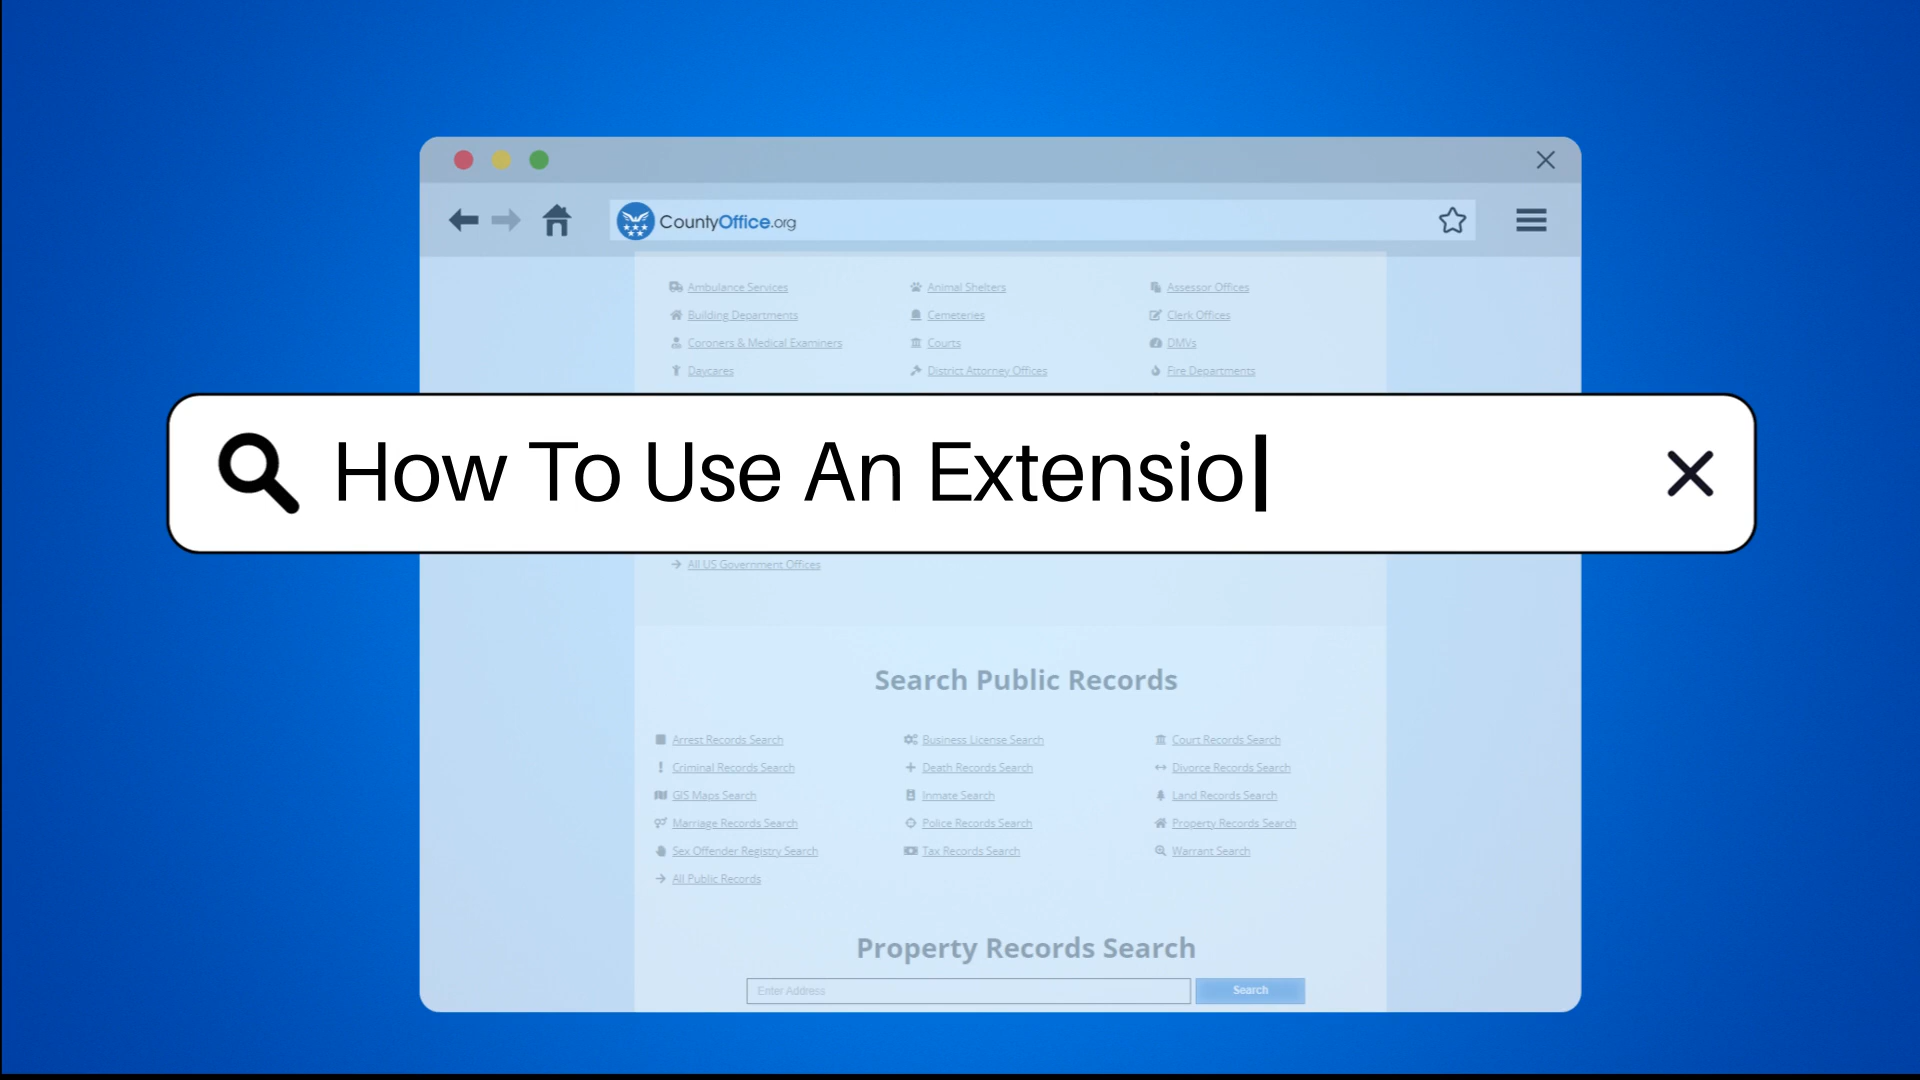 CountyOffice.org
Ambulance Services Animal Shelters Assessor Offices
Building Departments Cemeteries Clerk Offices
Coroners & Medical Examiners Courts DMVs
Daycares District Attorney Offices Fire Departments
How To Use An Extensio
All US Government Offices
Search Public Records
Arrest Records Search Business License Search Court Records Search
Criminal Records Search Death Records Search Divorce Records Search
GIS Maps Search Inmate Search Land Records Search
Marriage Records Search Police Records Search Property Records Search
Sex Offender Registry Search Tax Records Search Warrant Search
All Public Records
Property Records Search
Enter Address Search